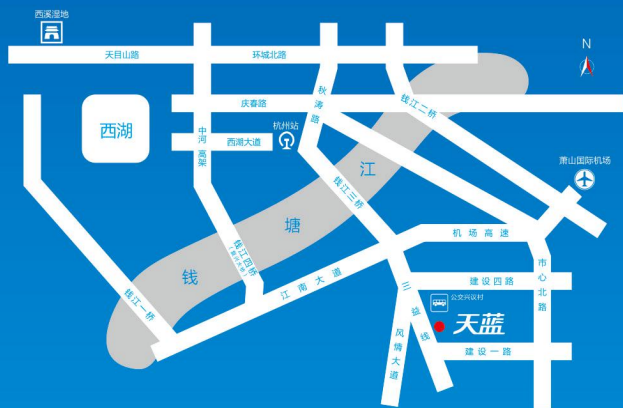 西溪湿地
天目山路
环城北路
N
秋涛路
庆春路
钱江二桥
杭州站
西湖
中河高架
西湖大道
萧山国际机场
江
钱江三桥
塘
机场高速
钱江四桥
钱
江南大道
市心北路
建设四路
钱江一桥
三益线
公交兴议村
天蓝
风情大道
建设一路